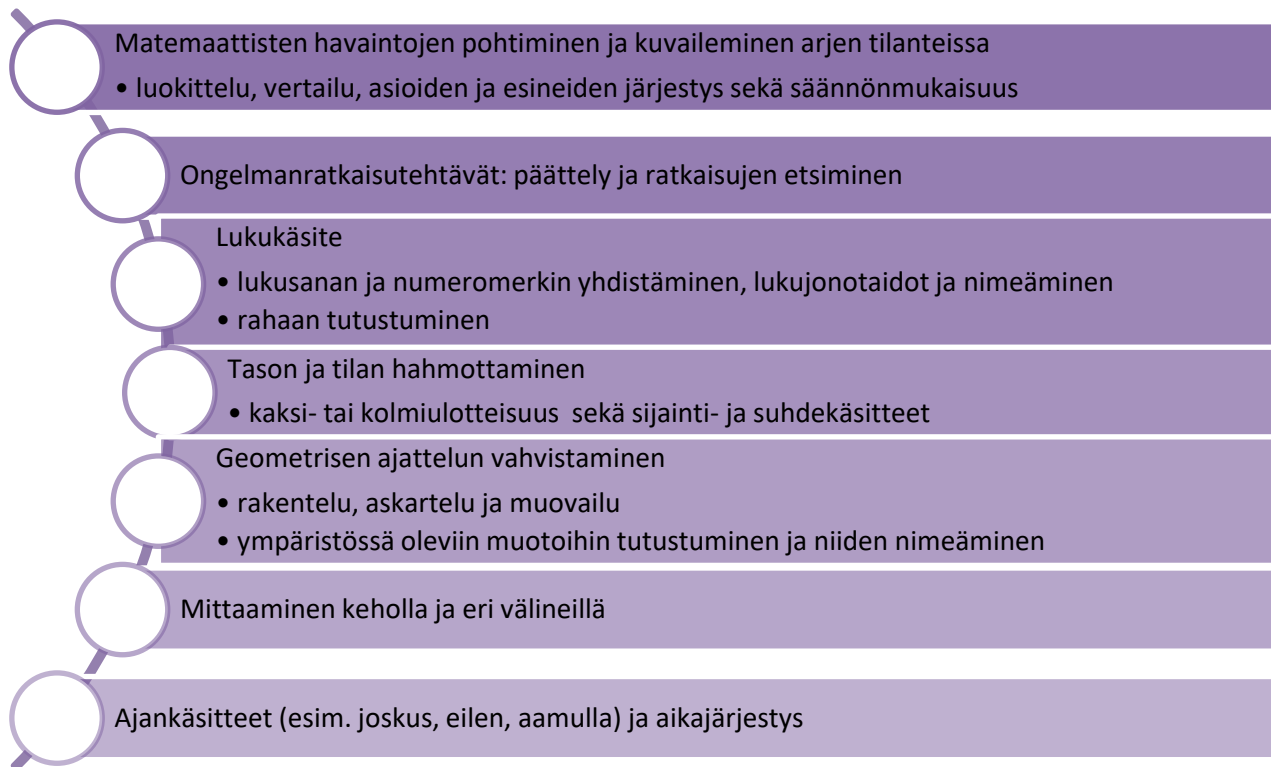 Matemaattisten havaintojen pohtiminen ja kuvaileminen arjen tilanteissa
• luokittelu, vertailu, asioiden ja esineiden järjestys sekä säännönmukaisuus
Ongelmanratkaisutehtävät: päättely ja ratkaisujen etsiminen
Lukukäsite
• lukusanan ja numeromerkin yhdistäminen, lukujonotaidot ja nimeäminen
• rahaan tutustuminen
Tason ja tilan hahmottaminen
• kaksi- tai kolmiulotteisuus sekä sijainti- ja suhdekäsitteet
Geometrisen ajattelun vahvistaminen
• rakentelu, askartelu ja muovailu
• ympäristössä oleviin muotoihin tutustuminen ja niiden nimeäminen
Mittaaminen keholla ja eri välineillä
Ajankäsitteet (esim. joskus, eilen, aamulla) ja aikajärjestys